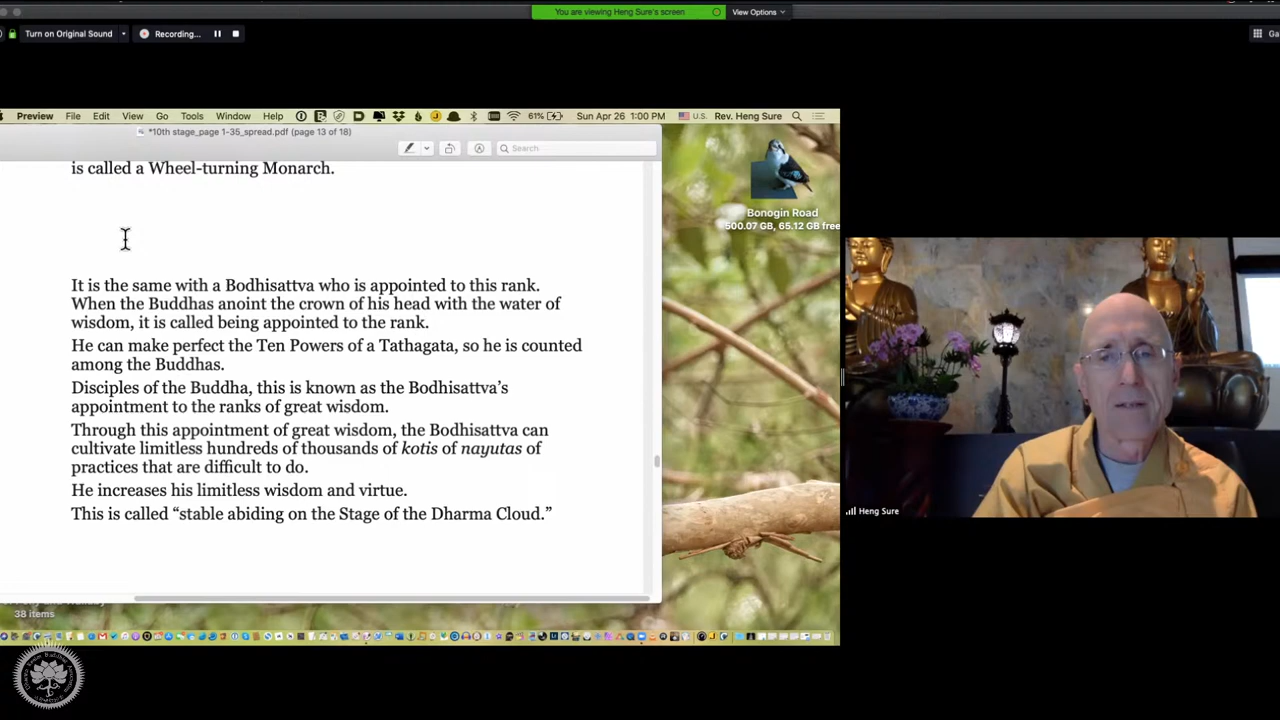 You are viewing Heng Sure's screen
View Options
Turn on Original Sound
Recording...
Ga
Preview File Edit View Go Tools Window Help
61%
U.S.
Sun Apr 26 1:00 PM
Rev. Heng Sure
*10th stage_page 1-35_spread.pdf (page 13 of 18)
Search
is called a Wheel-turning Monarch.
It is the same with a Bodhisattva who is appointed to this rank.
When the Buddhas anoint the crown of his head with the water of
wisdom, it is called being appointed to the rank.
He can make perfect the Ten Powers of a Tathagata, so he is counted
among the Buddhas.
Disciples of the Buddha, this is known as the Bodhisattva’s
appointment to the ranks of great wisdom.
Through this appointment of great wisdom, the Bodhisattva can
cultivate limitless hundreds of thousands of kotis of nayutas of
practices that are difficult to do.
He increases his limitless wisdom and virtue.
This is called “stable abiding on the Stage of the Dharma Cloud.”
38 items
Bonogin Road
500.07 GB, 65.12 GB free
Heng Sure